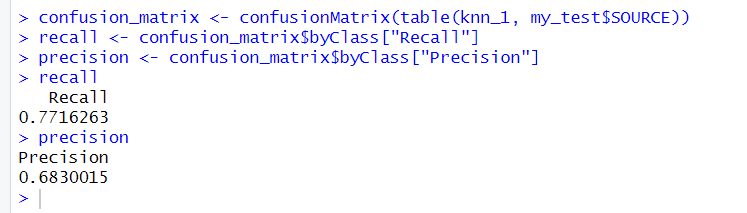 > confusion_matrix <- confusionMatrix(table(knn_1, my_test$SOURCE))
> recall <- confusion_matrix$byClass["Recall"]
> precision <- confusion_matrix$byClass["Precision"]
> recall
   Recall
0.7716263
> precision
Precision
0.6830015
>